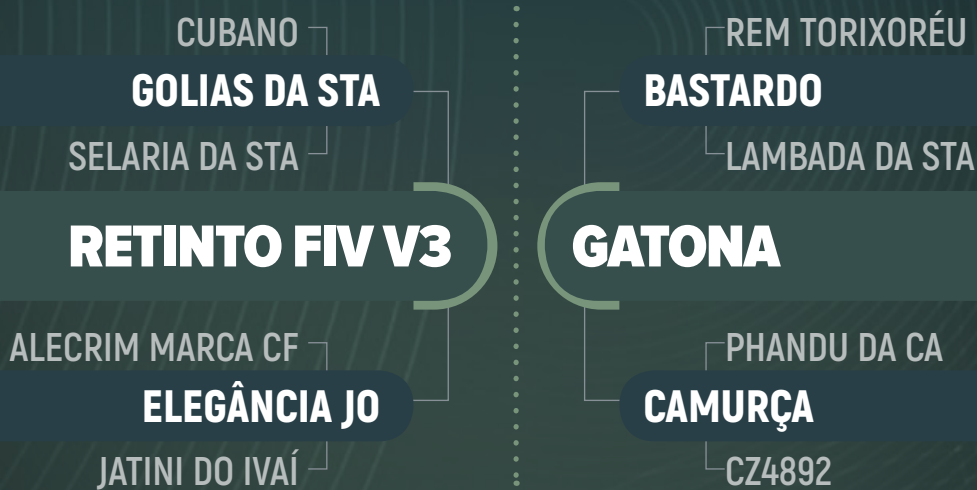 CUBANO
GOLIAS DA STA
SELARIA DA STA
RETINTO FIV V3
ALECRIM MARCA CF
ELEGÂNCIA JO
JATINI DO IVAÍ
REM TORIXORÉU
BASTARDO
LAMBADA DA STA
GATONA
PHANDU DA CA
CAMURÇA
CZ4892